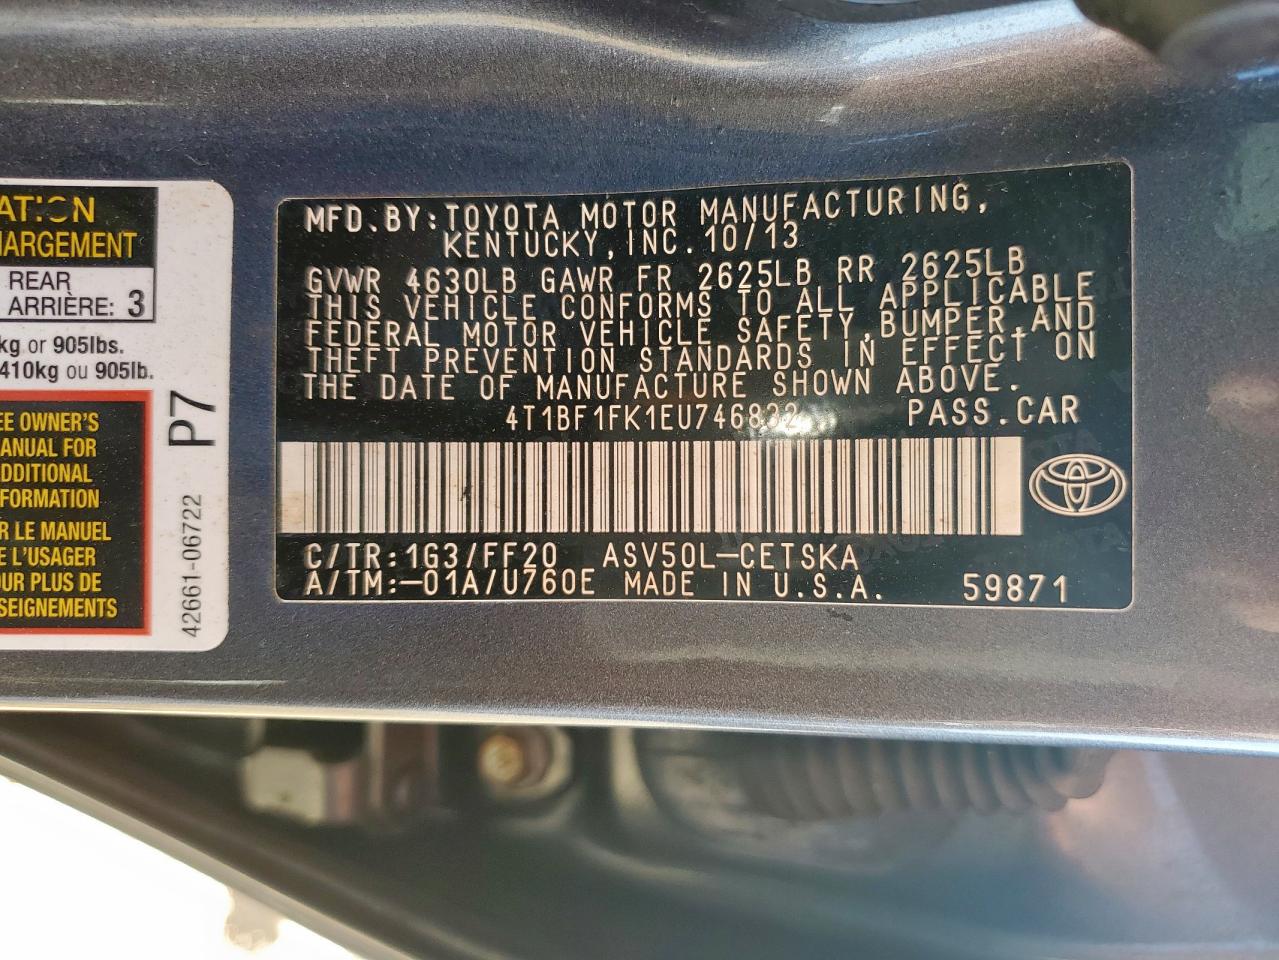 AT
HARGEMENT
REAR
ARRIÈRE: 3
kg or 905lbs.
410kg ou 905lb.
EE OWNER'S
ANUAL FOR
DDITIONAL
FORMATION
R LE MANUEL
E L'USAGER
OUR PLUS DE
SEIGNEMENTS
P7
42661-06722
MFD.BY:TOYOTA MOTOR MANUFACTURING,
KENTUCKY,INC.10/13
GVWR 4630LB GAWR FR 2625LB RR 2625LB
THIS VEHICLE CONFORMS TO ALL APPLICABLE
FEDERAL MOTOR VEHICLE SAFETY,BUMPER,AND
THEFT PREVENTION STANDARDS IN EFFECT ON
THE DATE OF MANUFACTURE SHOWN ABOVE.
4T1BF1FK1EU746832 PASS.CAR
C/TR:1G3/FF20 ASV50L-CETSKA
A/TM:-01A/U760E MADE IN U.S.A. 59871